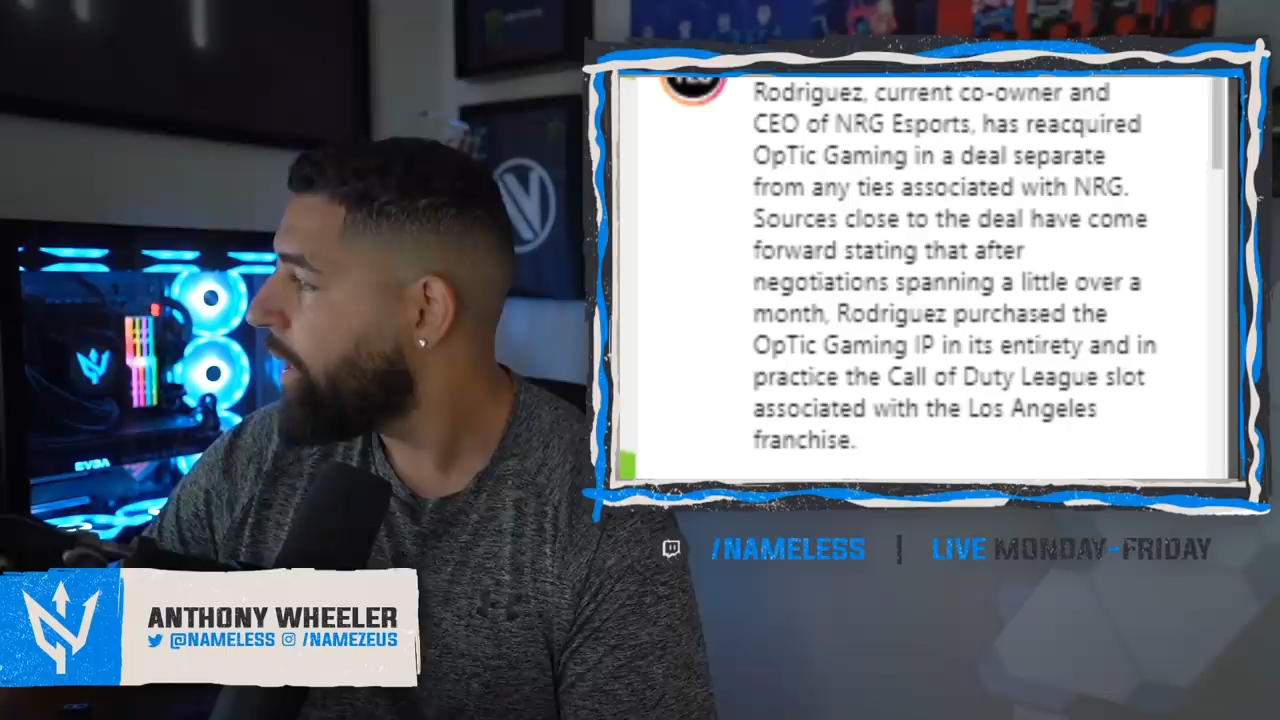 Rodriguez, current co-owner and
CEO of NRG Esports, has reacquired
OpTic Gaming in a deal separate
from any ties associated with NRG.
Sources close to the deal have come
forward stating that after
negotiations spanning a little over a
month, Rodriguez purchased the
OpTic Gaming IP in its entirety and in
practice the Call of Duty League slot
associated with the Los Angeles
franchise.
/NAMELESS | LIVE MONDAY-FRIDAY
EVGA
ANTHONY WHEELER
@NAMELESS /NAMEZEUS